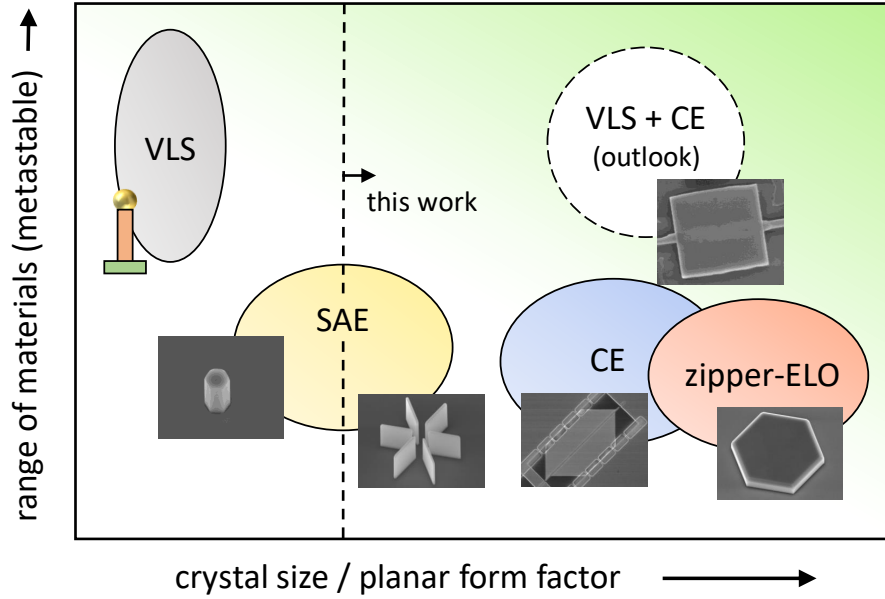 range of materials (metastable)
VLS
VLS + CE
(outlook)
this work
SAE
CE
zipper-ELO
crystal size / planar form factor